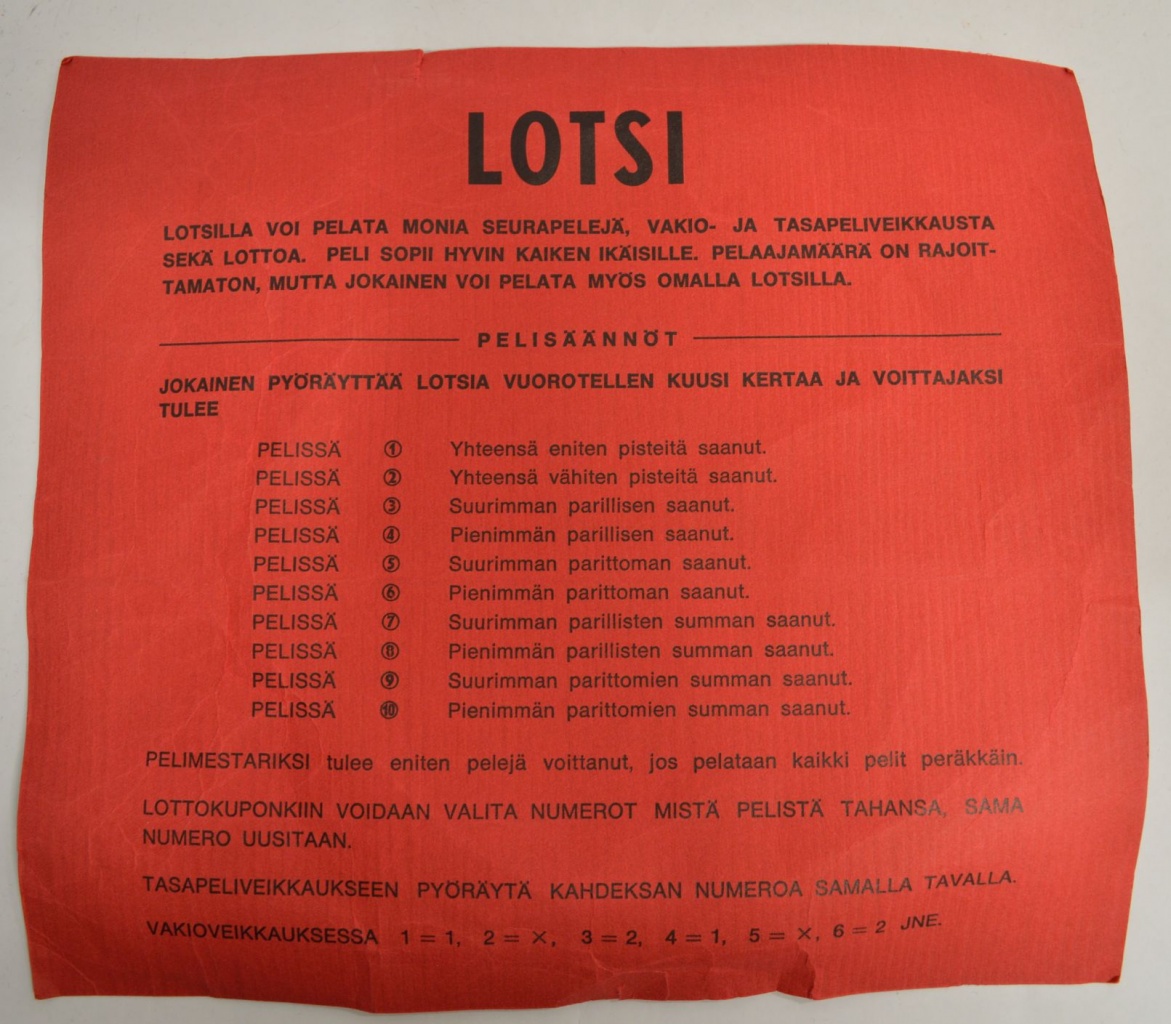 LOTSI
LOTSILLA VOI PELATA MONIA SEURAPELEJÄ, VAKIO- JA TASAPELIVEIKKAUSTA
SEKÄ LOTTOA. PELI SOPII HYVIN KAIKEN IKÄISILLE. PELAAJAMÄÄRÄ ON RAJOIT-
TAMATON, MUTTA JOKAINEN VOI PELATA MYÖS OMALLA LOTSILLA.
PELISÄÄNNÖT
JOKAINEN PYÖRÄYTTÄÄ LOTSIA VUOROTELLEN KUUSI KERTAA JA VOITTAJAKSI
TULEE
PELISSÄ ① Yhteensä eniten pisteitä saanut.
PELISSÄ ② Yhteensä vähiten pisteitä saanut.
PELISSÄ ③ Suurimman parillisen saanut.
PELISSÄ ④ Pienimmän parillisen saanut.
PELISSÄ ⑤ Suurimman parittoman saanut.
PELISSÄ ⑥ Pienimmän parittoman saanut.
PELISSÄ ⑦ Suurimman parillisten summan saanut.
PELISSÄ ⑧ Pienimmän parillisten summan saanut.
PELISSÄ ⑨ Suurimman parittomien summan saanut.
PELISSÄ ⑩ Pienimmän parittomien summan saanut.
PELIMESTARIKSI tulee eniten pelejä voittanut, jos pelataan kaikki pelit peräkkäin.
LOTTOKUPONKIIN VOIDAAN VALITA NUMEROT MISTÄ PELISTÄ TAHANSA, SAMA
NUMERO UUSITAAN.
TASAPELIVEIKKAUKSEEN PYÖRÄYTÄ KAHDEKSAN NUMEROA SAMALLA TAVALLA.
VAKIOVEIKKAUKSESSA 1 = 1, 2 = ×, 3 = 2, 4 = 1, 5 = ×, 6 = 2 JNE.